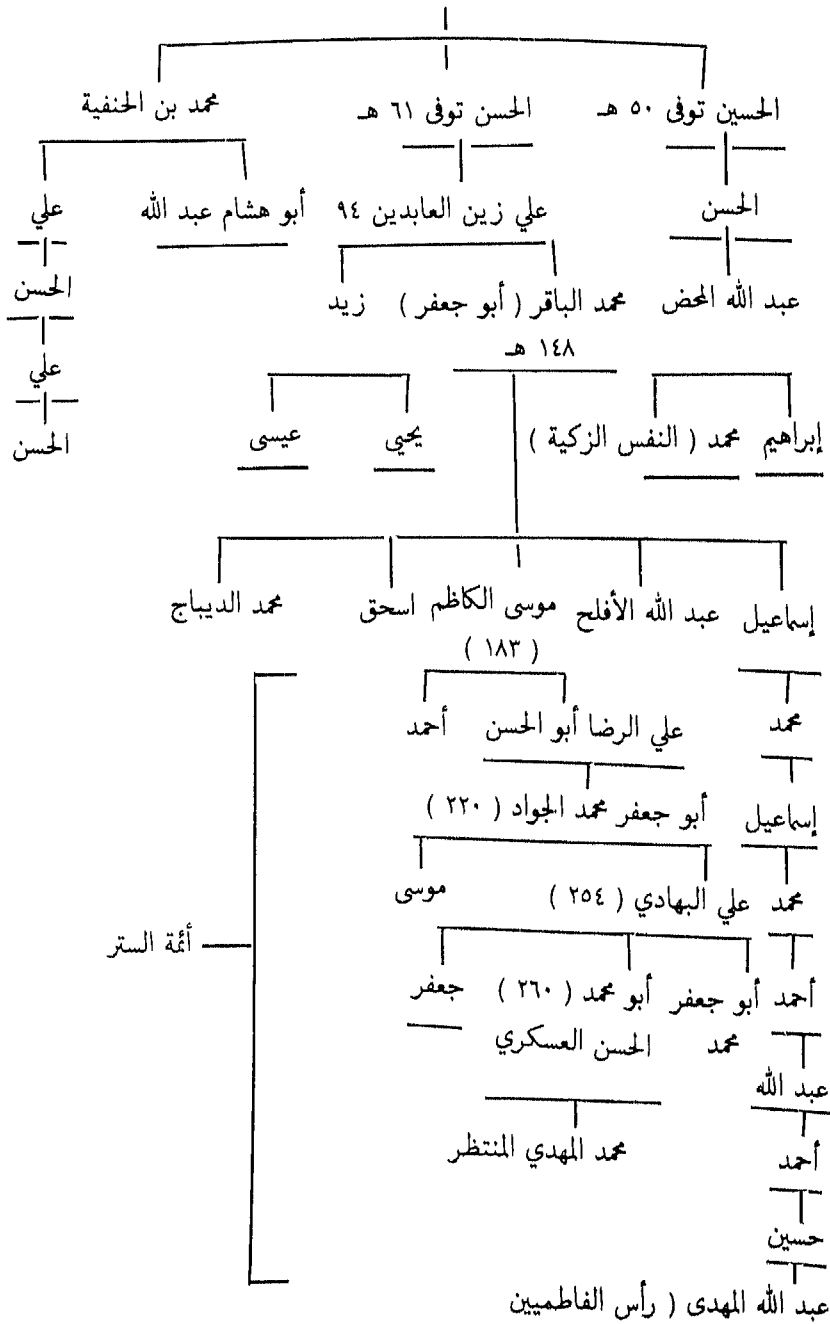 الحسين توفى ٥٠ هـ الحسن توفى ٦١ هـ محمد بن الحنفية
الحسن علي زين العابدين ٩٤ أبو هشام عبد الله علي
عبد الله المحض محمد الباقر ( أبو جعفر ) زيد الحسن
١٤٨ هـ
علي
إبراهيم محمد ( النفس الزكية ) يحيى عيسى الحسن
إسماعيل عبد الله الأفلح موسى الكاظم اسحق محمد الديباج
( ١٨٣ )
محمد علي الرضا أبو الحسن أحمد
إسماعيل أبو جعفر محمد الجواد ( ٢٢٠ )
محمد علي البهادي ( ٢٥٤ ) موسى
أئمة الستر
أحمد أبو جعفر أبو محمد ( ٢٦٠ ) جعفر
محمد الحسن العسكري
عبد الله
أحمد محمد المهدي المنتظر
حسين
عبد الله المهدى ( رأس الفاطميين